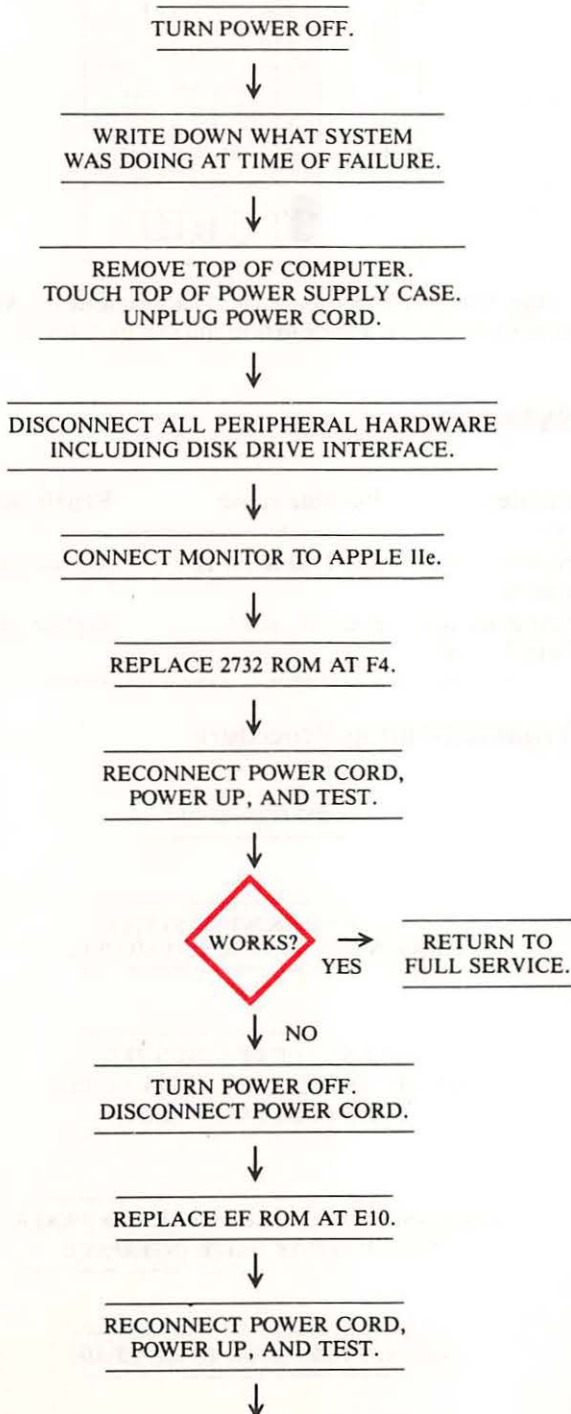 TURN POWER OFF.
WRITE DOWN WHAT SYSTEM
WAS DOING AT TIME OF FAILURE.
REMOVE TOP OF COMPUTER.
TOUCH TOP OF POWER SUPPLY CASE.
UNPLUG POWER CORD.
DISCONNECT ALL PERIPHERAL HARDWARE
INCLUDING DISK DRIVE INTERFACE.
CONNECT MONITOR TO APPLE IIe.
REPLACE 2732 ROM AT F4.
RECONNECT POWER CORD,
POWER UP, AND TEST.
WORKS?
YES
RETURN TO
FULL SERVICE.
NO
TURN POWER OFF.
DISCONNECT POWER CORD.
REPLACE EF ROM AT E10.
RECONNECT POWER CORD,
POWER UP, AND TEST.